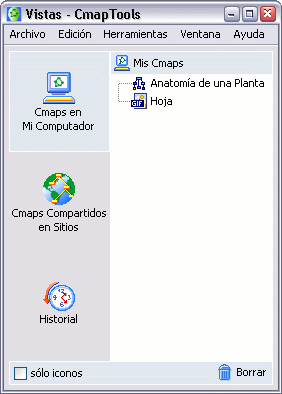 Vistas - CmapTools
Archivo Edición Herramientas Ventana Ayuda
Cmaps en
Mi Computador
Cmaps Compartidos
en Sitios
Historial
Mis Cmaps
Anatomía de una Planta
GIF Hoja
sólo iconos
Borrar